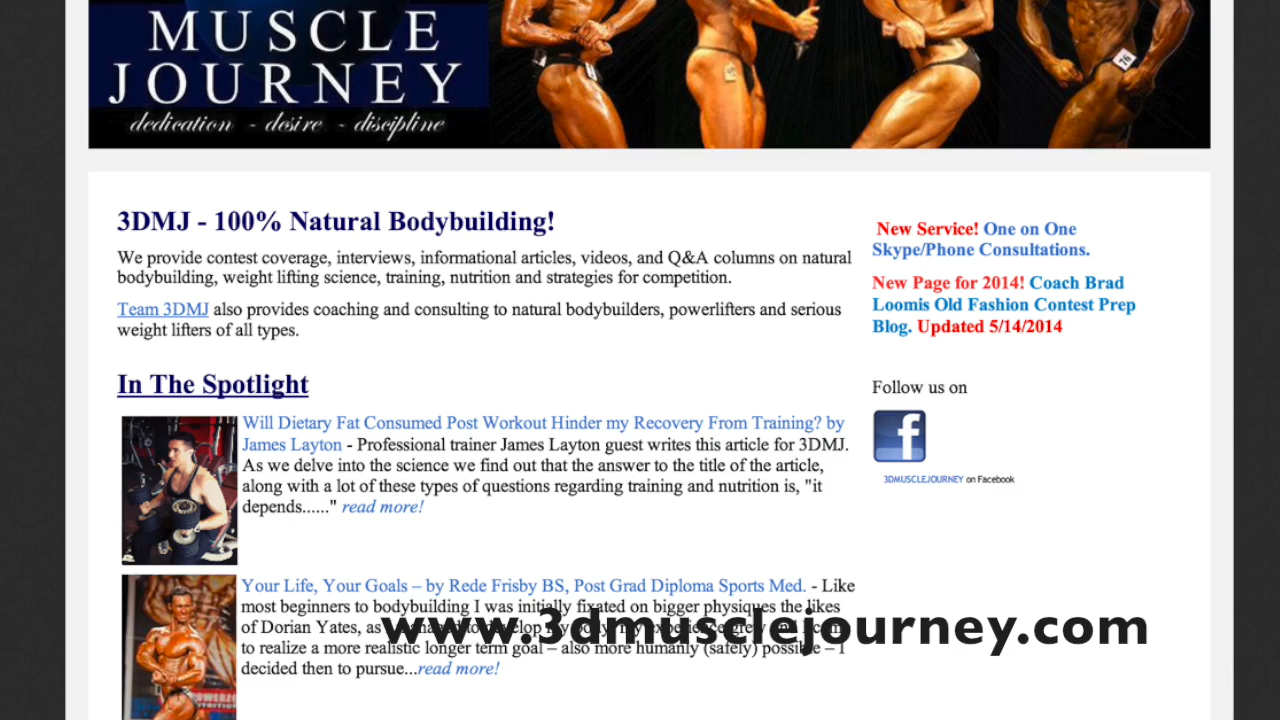 MUSCLE
JOURNEY
dedication - desire - discipline
16
3DMJ - 100% Natural Bodybuilding!
We provide contest coverage, interviews, informational articles, videos, and Q&A columns on natural
bodybuilding, weight lifting science, training, nutrition and strategies for competition.
Team 3DMJ also provides coaching and consulting to natural bodybuilders, powerlifters and serious
weight lifters of all types.
In The Spotlight
Will Dietary Fat Consumed Post Workout Hinder my Recovery From Training? by
James Layton - Professional trainer James Layton guest writes this article for 3DMJ.
As we delve into the science we find out that the answer to the title of the article,
along with a lot of these types of questions regarding training and nutrition is, "it
depends......" read more!
Your Life, Your Goals – by Rede Frisby BS, Post Grad Diploma Sports Med. - Like
most beginners to bodybuilding I was initially fixated on bigger physiques the likes
of Dorian Yates, as
to realize a more realistic longer term goal – also more humanly (safely) possible – I
decided then to pursue...read more!
New Service! One on One
Skype/Phone Consultations.
New Page for 2014! Coach Brad
Loomis Old Fashion Contest Prep
Blog. Updated 5/14/2014
Follow us on
3DMUSCLEJOURNEY on Facebook
www.3dmusclejourney.com